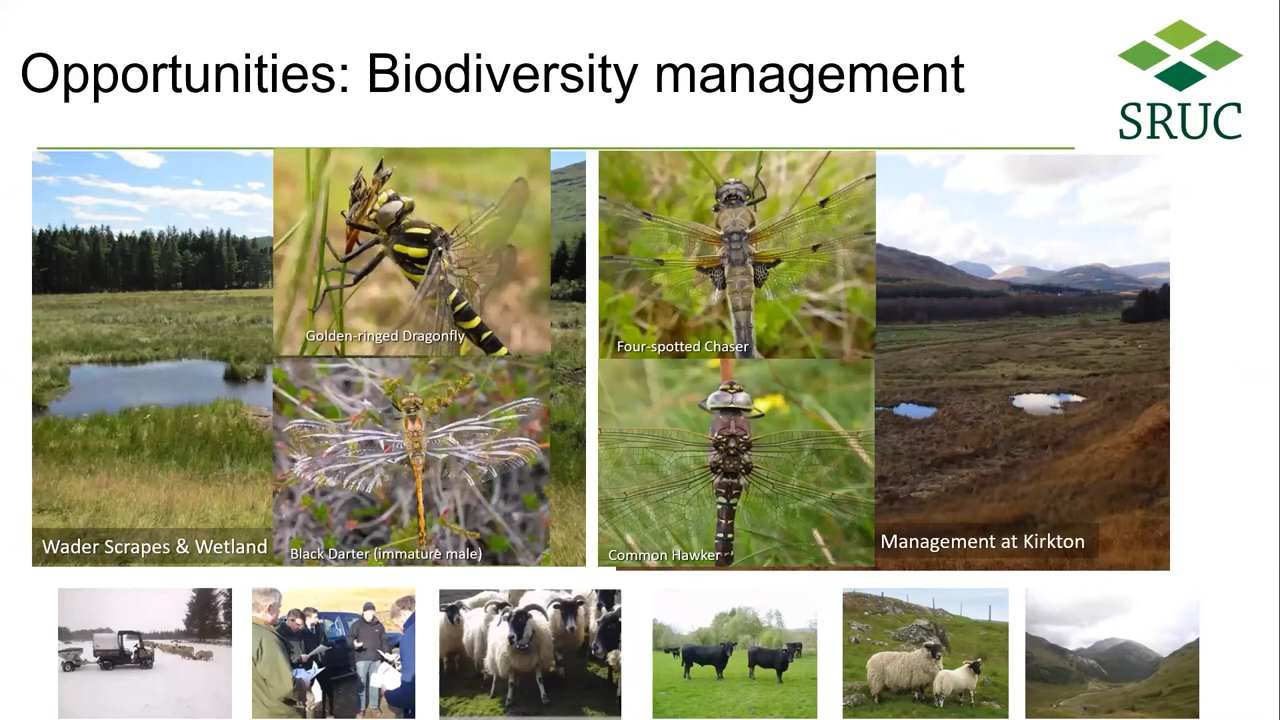 Opportunities: Biodiversity management
SRUC
Golden-ringed Dragonfly
Four-spotted Chaser
Wader Scrapes & Wetland
Black Darter (immature male)
Common Hawker
Management at Kirkton